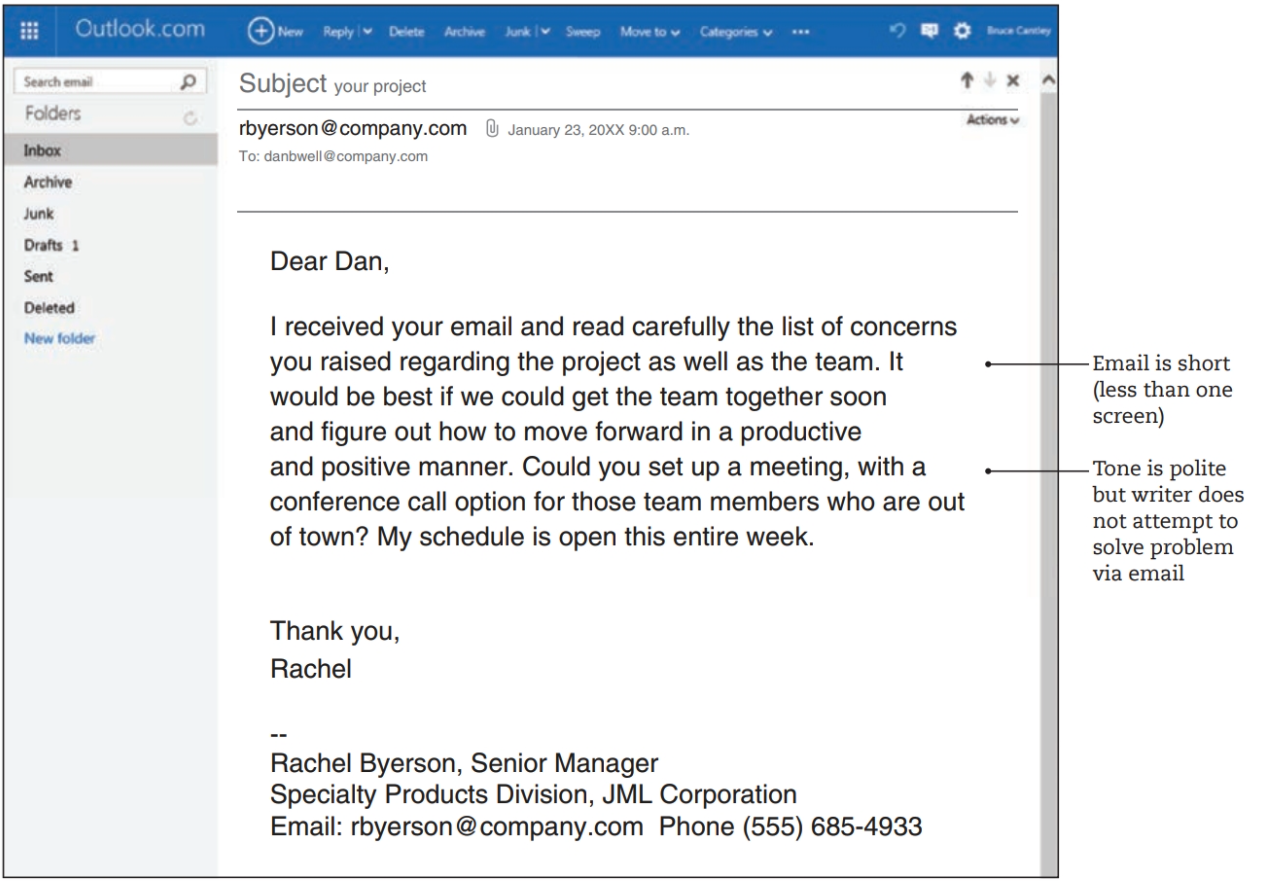 Outlook.com New Reply Delete Archive Junk Sweep Move to Categories ••• Bruce Cantley
Search email
Folders
Inbox
Archive
Junk
Drafts 1
Sent
Deleted
New folder
Subject your project
Actions
rbyerson@company.com January 23, 20XX 9:00 a.m.
To: danbwell@company.com
Dear Dan,
I received your email and read carefully the list of concerns
you raised regarding the project as well as the team. It
would be best if we could get the team together soon
and figure out how to move forward in a productive
and positive manner. Could you set up a meeting, with a
conference call option for those team members who are out
of town? My schedule is open this entire week.
Thank you,
Rachel
--
Rachel Byerson, Senior Manager
Specialty Products Division, JML Corporation
Email: rbyerson@company.com Phone (555) 685-4933
Email is short
(less than one
screen)
Tone is polite
but writer does
not attempt to
solve problem
via email